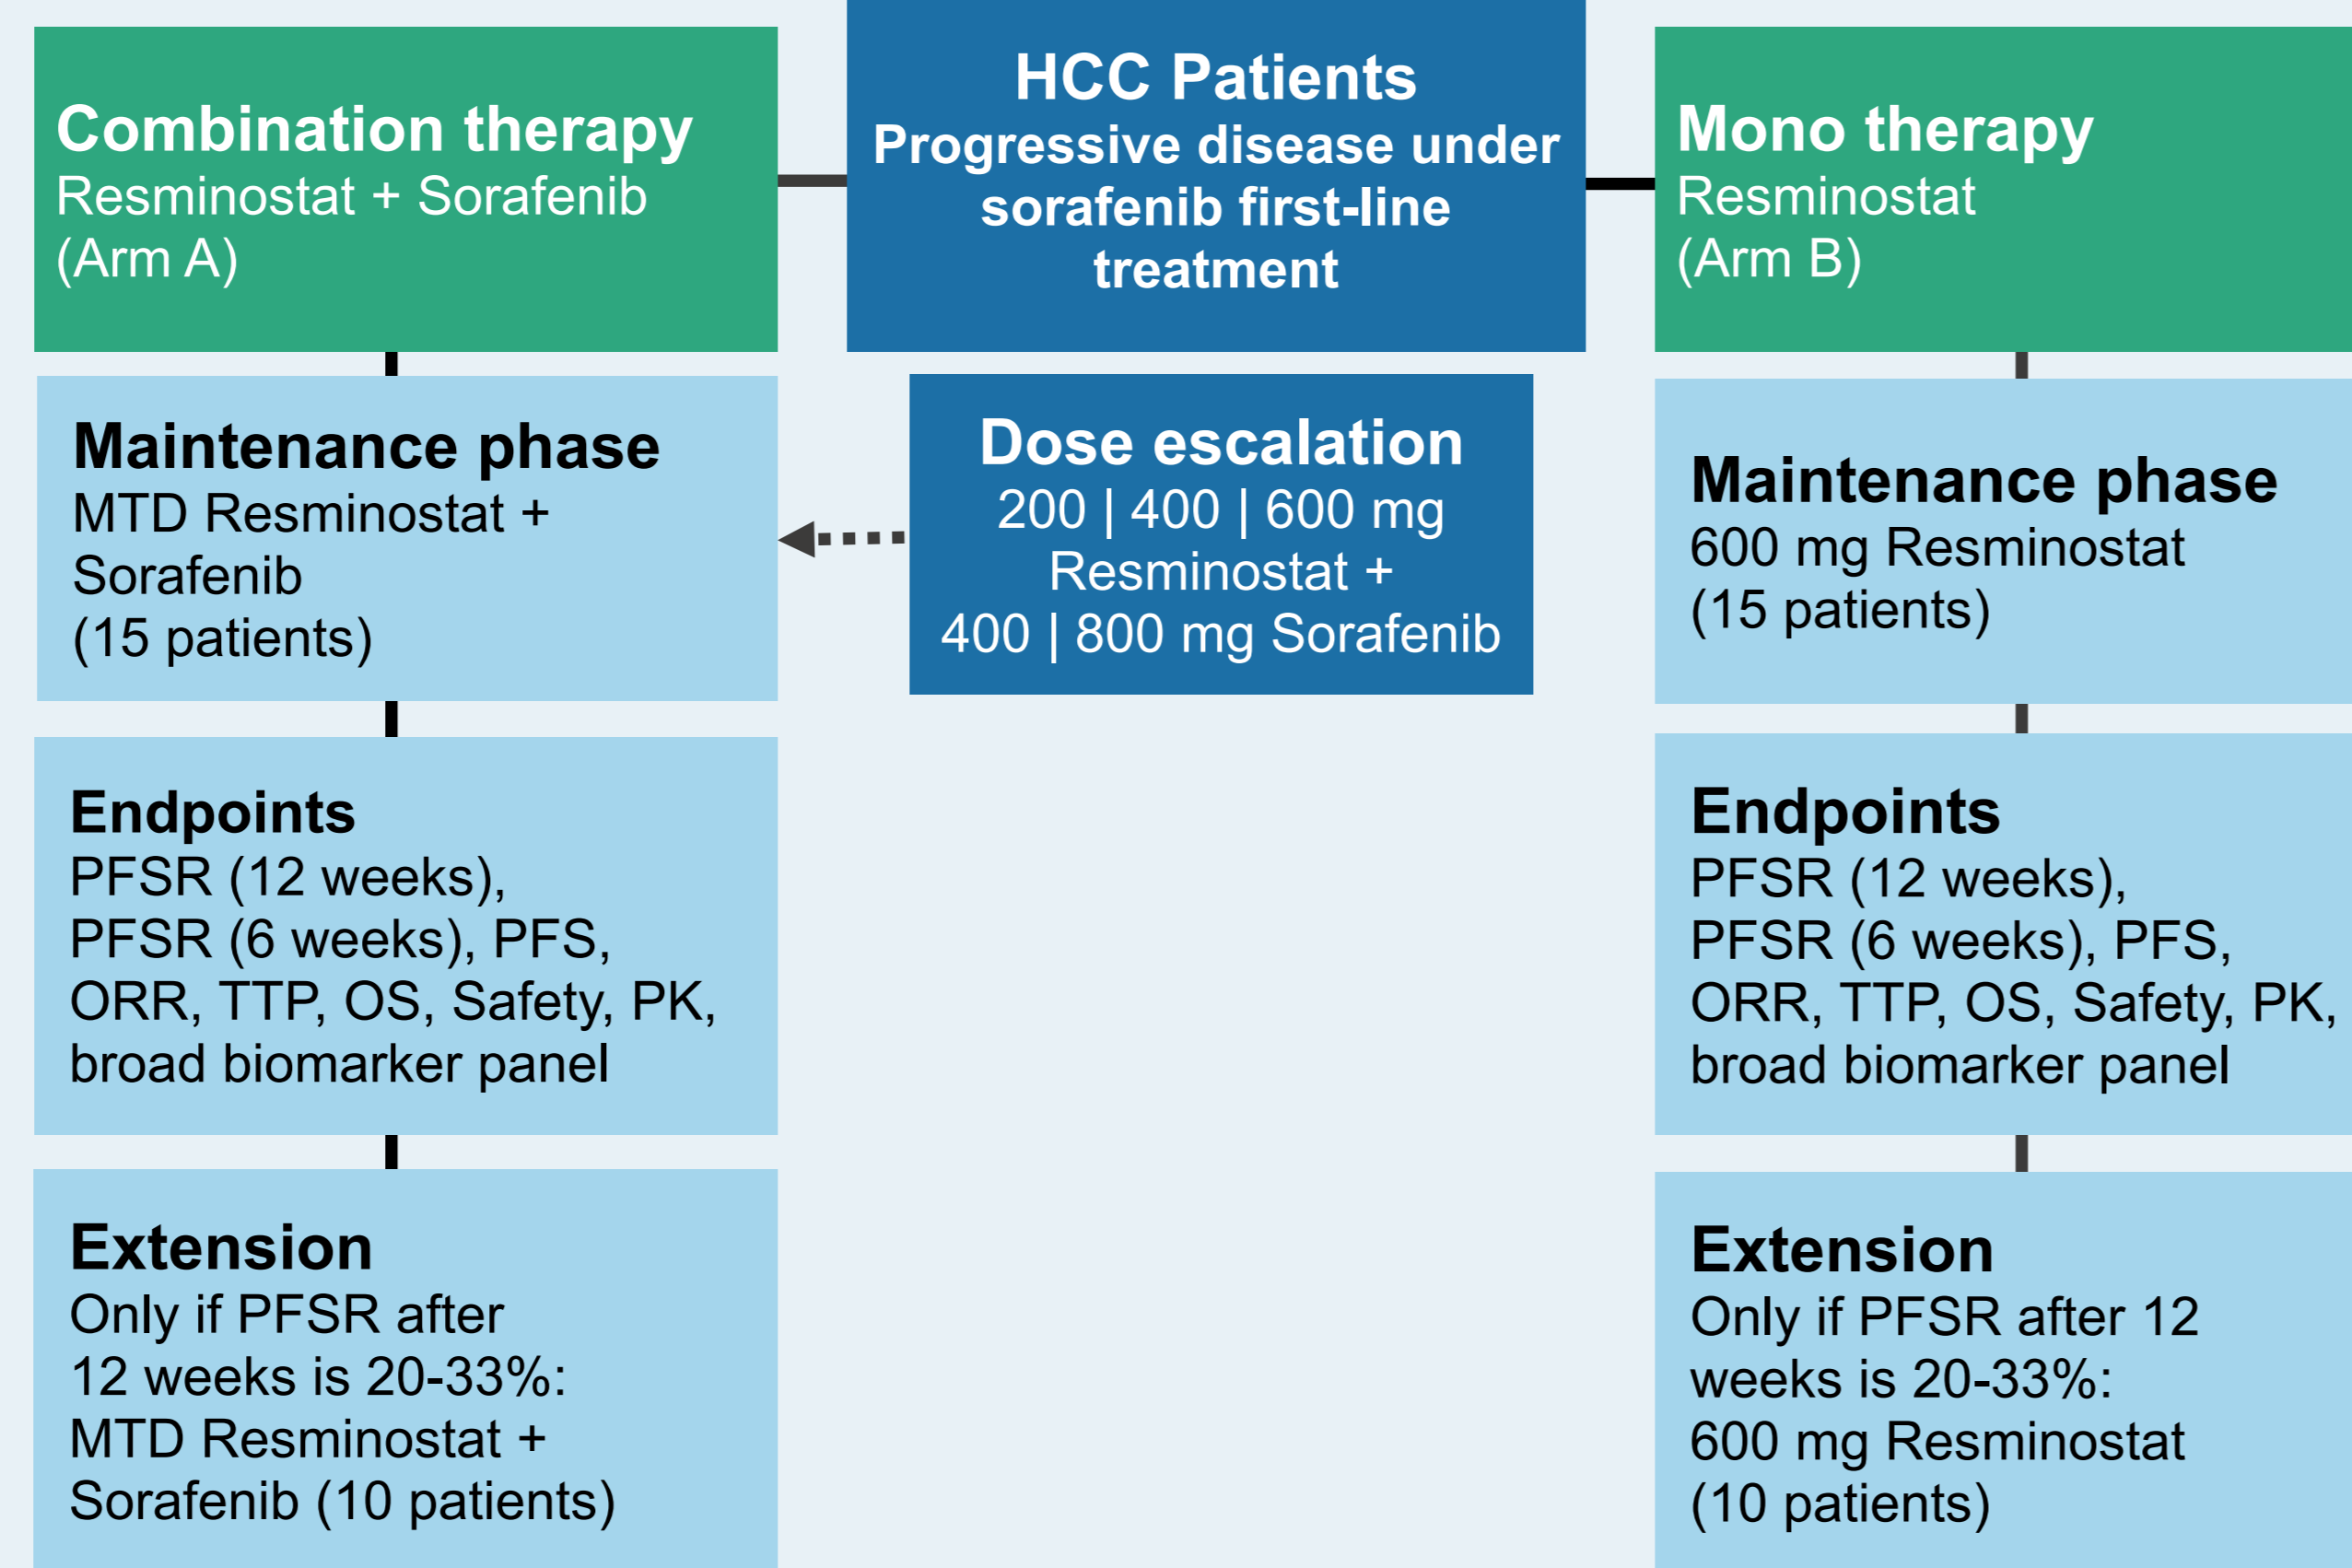 Combination therapy
Resminostat + Sorafenib
(Arm A)
HCC Patients
Progressive disease under
sorafenib first-line
treatment
Mono therapy
Resminostat
(Arm B)
Maintenance phase
MTD Resminostat +
Sorafenib
(15 patients)
Dose escalation
200 | 400 | 600 mg
Resminostat +
400 | 800 mg Sorafenib
Maintenance phase
600 mg Resminostat
(15 patients)
Endpoints
PFSR (12 weeks),
PFSR (6 weeks), PFS,
ORR, TTP, OS, Safety, PK,
broad biomarker panel
Endpoints
PFSR (12 weeks),
PFSR (6 weeks), PFS,
ORR, TTP, OS, Safety, PK,
broad biomarker panel
Extension
Only if PFSR after
12 weeks is 20-33%:
MTD Resminostat +
Sorafenib (10 patients)
Extension
Only if PFSR after 12
weeks is 20-33%:
600 mg Resminostat
(10 patients)